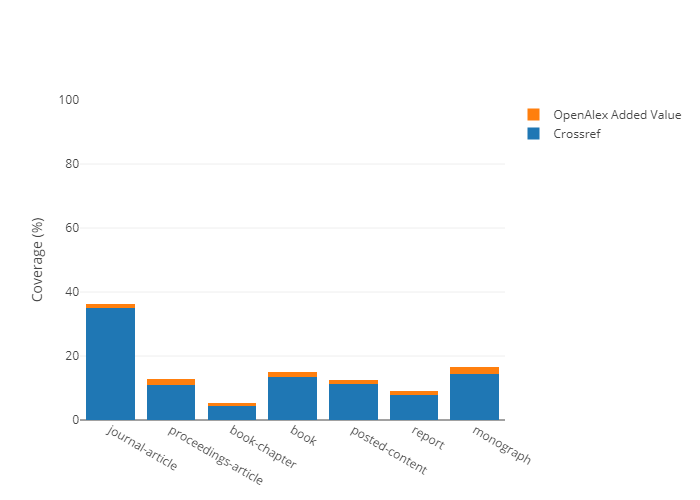 100
80
60
40
20
0
Coverage (%)
journal-article
proceedings-article
book-chapter
book
posted-content
report
monograph
OpenAlex Added Value
Crossref